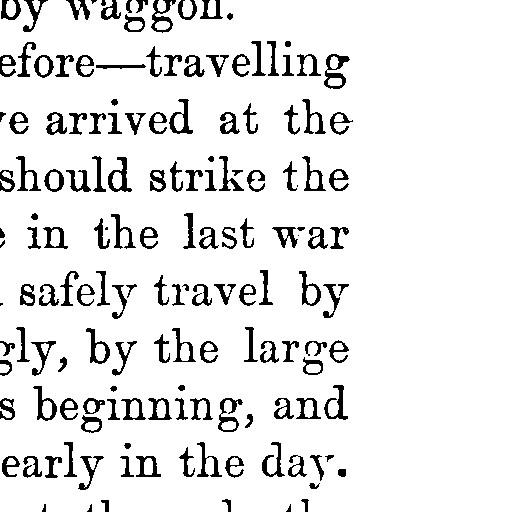 by waggon.
efore—travelling
arrived at the
should strike the
in the last war
safely travel by
gly, by the large
s beginning, and
early in the day.